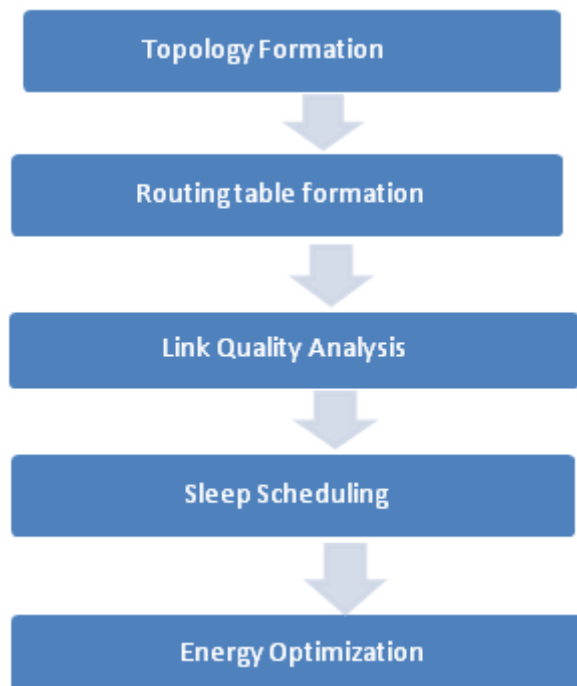 Topology Formation
Routing table formation
Link Quality Analysis
Sleep Scheduling
Energy Optimization